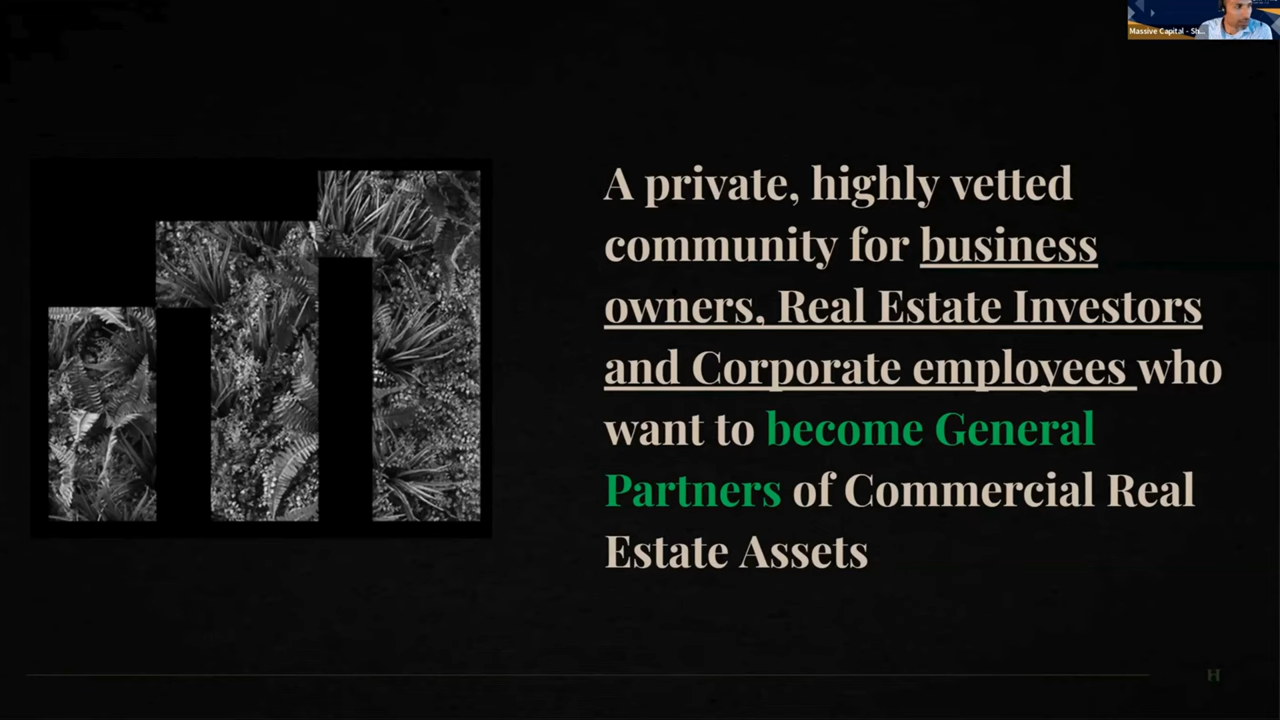 Massive Capital - Sh...
A private, highly vetted
community for business
owners, Real Estate Investors
and Corporate employees who
want to become General
Partners of Commercial Real
Estate Assets
H